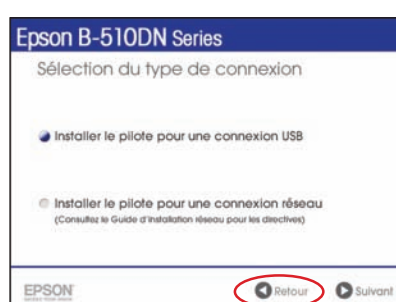 Epson B-510DN Series
Sélection du type de connexion
Installer le pilote pour une connexion USB
Installer le pilote pour une connexion réseau
(Consultez le Guide d'installation réseau pour les directives)
EPSON Retour Suivant